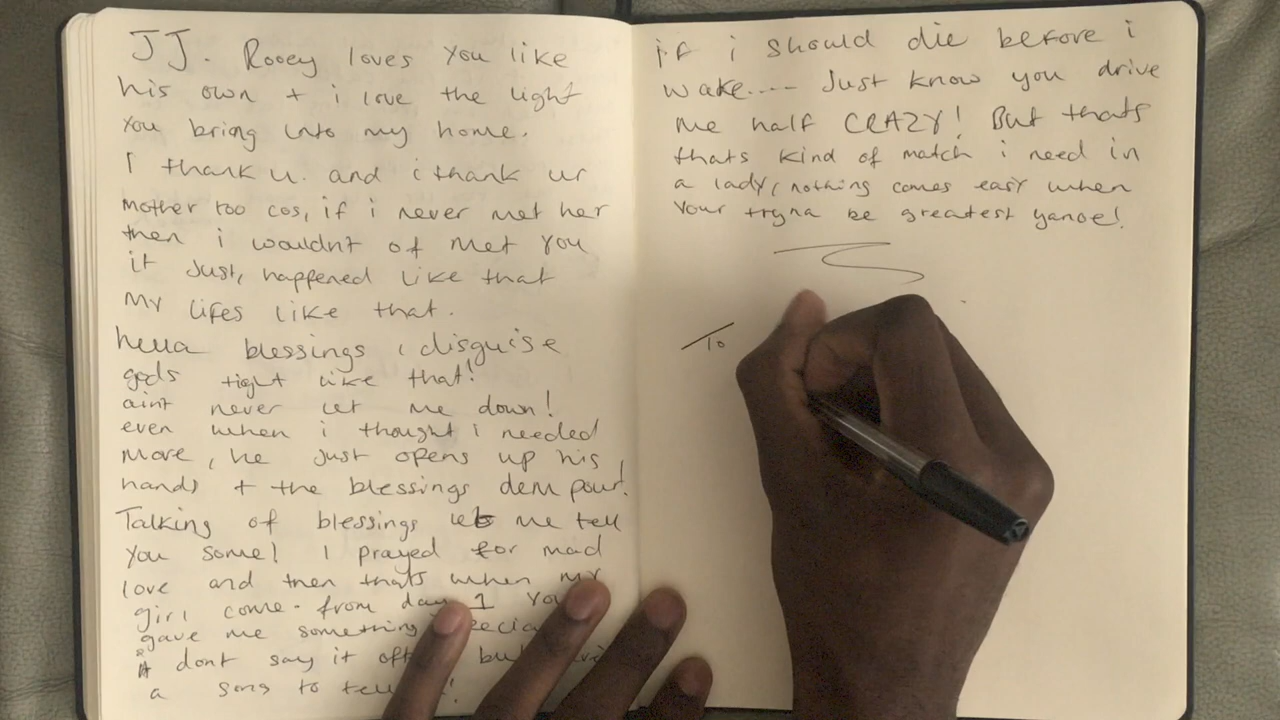 JJ. Rooey loves you like
his own + i love the light
you bring into my home.
I thank u. and i thank ur
mother too cos, if i never met her
then i wouldnt of met you
it just, happened like that
my lifes like that.
hella blessings, disguise
gods tight like that!
aint never let me down!
even when i thought i needed
more, he just opens up his
hands + the blessings dem pour!
Talking of blessings let me tell
you some! I prayed for mad
love and then thats when my
girl come. from day 1
gave me something
I dont say it
a song to
if i should die before i
wake.... Just know you drive
me half CRAZY! But thats
thats kind of match i need in
a lady, nothing comes easy when
your tryna be greatest yanoe!
To